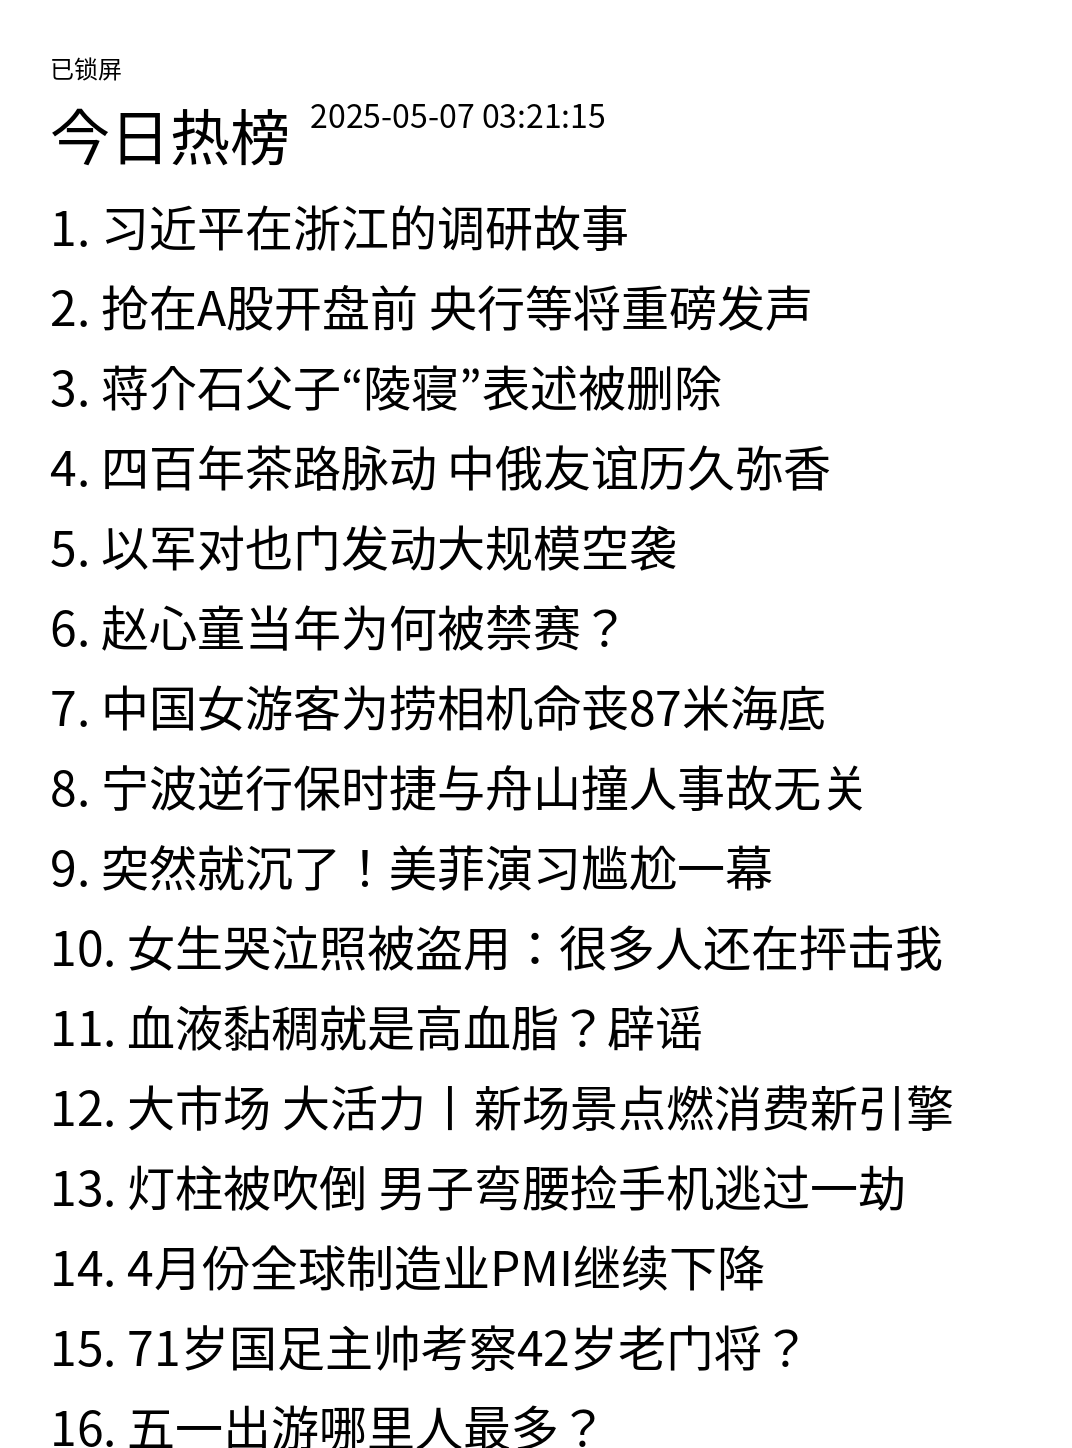 已锁屏
今日热榜 2025-05-07 03:21:15
1. 习近平在浙江的调研故事
2. 抢在A股开盘前 央行等将重磅发声
3. 蒋介石父子“陵寝”表述被删除
4. 四百年茶路脉动 中俄友谊历久弥香
5. 以军对也门发动大规模空袭
6. 赵心童当年为何被禁赛？
7. 中国女游客为捞相机命丧87米海底
8. 宁波逆行保时捷与舟山撞人事故无关
9. 突然就沉了！美菲演习尴尬一幕
10. 女生哭泣照被盗用：很多人还在抨击我
11. 血液黏稠就是高血脂？辟谣
12. 大市场 大活力丨新场景点燃消费新引擎
13. 灯柱被吹倒 男子弯腰捡手机逃过一劫
14. 4月份全球制造业PMI继续下降
15. 71岁国足主帅考察42岁老门将？
16. 五一出游哪里人最多？